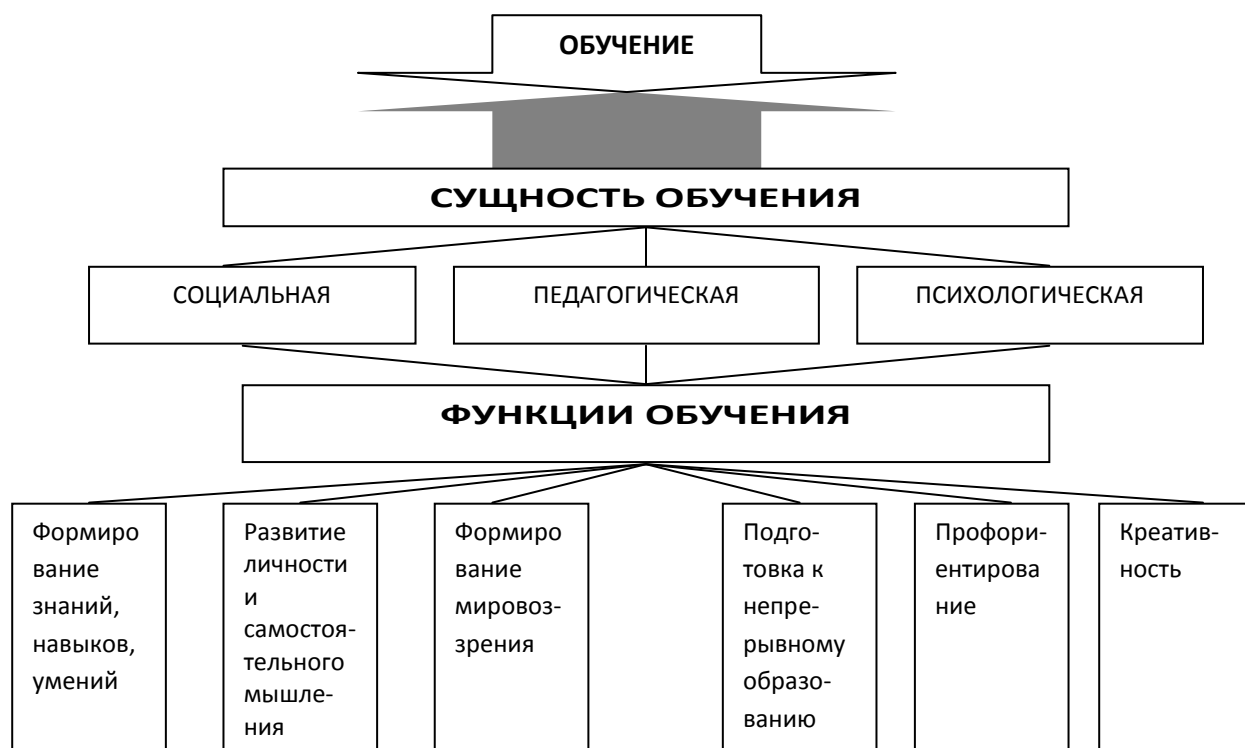 ОБУЧЕНИЕ
СУЩНОСТЬ ОБУЧЕНИЯ
СОЦИАЛЬНАЯ
ПЕДАГОГИЧЕСКАЯ
ПСИХОЛОГИЧЕСКАЯ
ФУНКЦИИ ОБУЧЕНИЯ
Формиро
вание
знаний,
навыков,
умений
Развитие
личности
и
самостоя-
тельного
мышле-
ния
Формиро
вание
мировоз-
зрения
Подго-
товка к
непре-
рывному
образо-
ванию
Профори-
ентирова
ние
Креатив-
ность